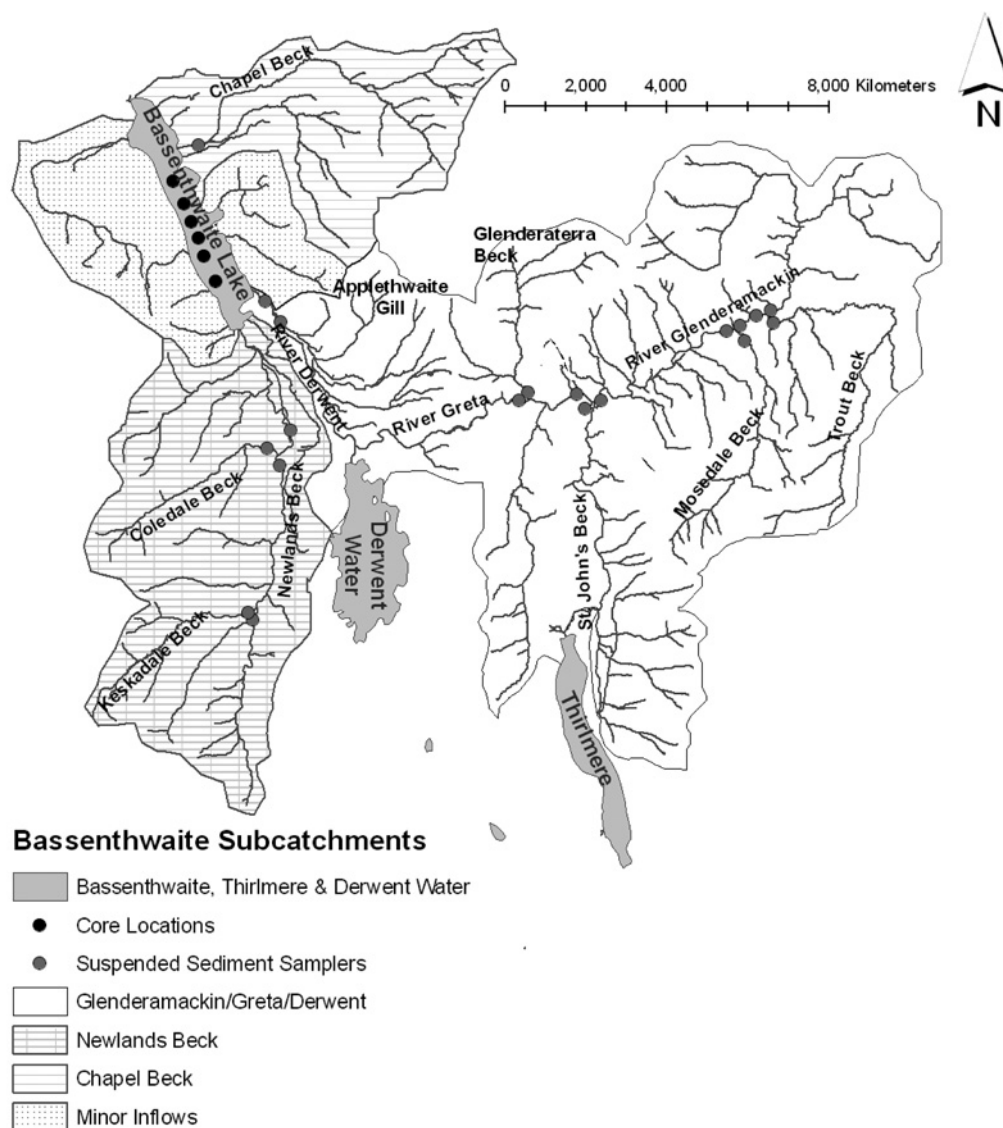 Chapel Beck
0 2,000 4,000 8,000 Kilometers
N
Bassenthwaite Lake
Glenderaterra
Beck
Applethwaite
Gill
River Glenderamackin
River Derwent
River Greta
Trout Beck
Mosedale Beck
Coledale Beck
Newlands Beck
Derwent
Water
St. John's Beck
Keskadale Beck
Thirlmere
Bassenthwaite Subcatchments
Bassenthwaite, Thirlmere & Derwent Water
Core Locations
Suspended Sediment Samplers
Glenderamackin/Greta/Derwent
Newlands Beck
Chapel Beck
Minor Inflows